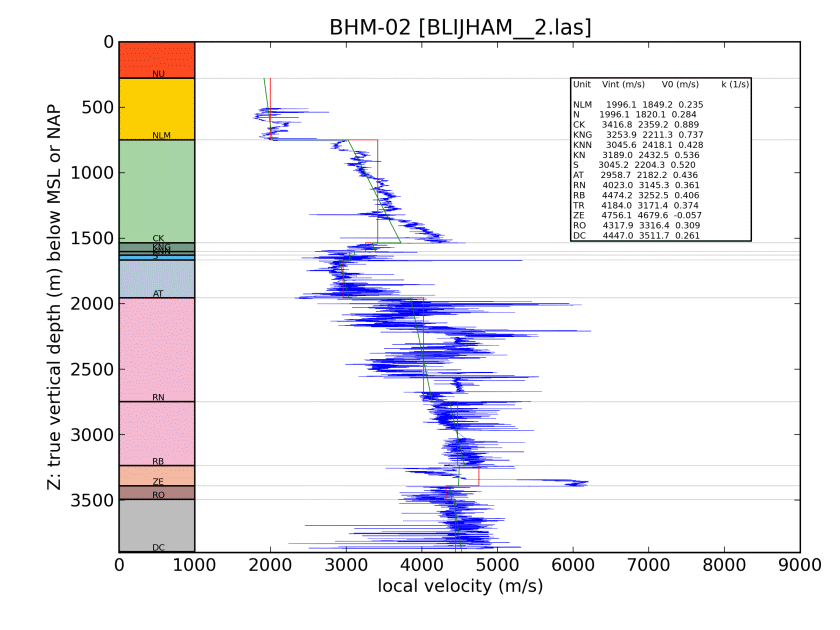 BHM-02 [BLIJHAM__2.las]
Z: true vertical depth (m) below MSL or NAP
0
500
1000
1500
2000
2500
3000
3500
NU
NLM
CK
KNG
KNN
S
AT
RN
RB
ZE
RO
DC
Unit Vint (m/s) V0 (m/s) k (1/s)
NLM 1996.1 1849.2 0.235
N 1996.1 1820.1 0.284
CK 3416.8 2359.2 0.889
KNG 3253.9 2211.3 0.737
KNN 3045.6 2418.1 0.428
KN 3189.0 2432.5 0.536
S 3045.2 2204.3 0.520
AT 2958.7 2182.2 0.436
RN 4023.0 3145.3 0.361
RB 4474.2 3252.5 0.406
TR 4184.0 3171.4 0.374
ZE 4756.1 4679.6 -0.057
RO 4317.9 3316.4 0.309
DC 4447.0 3511.7 0.261
0 1000 2000 3000 4000 5000 6000 7000 8000 9000
local velocity (m/s)